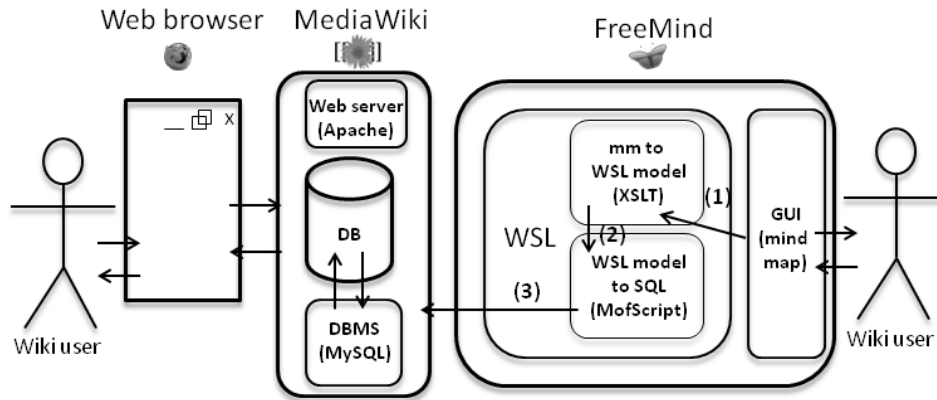 Web browser
MediaWiki
FreeMind
[[ ]]
__ X
Web server
(Apache)
DB
DBMS
(MySQL)
WSL
mm to
WSL model
(XSLT)
(1)
(2)
WSL model
to SQL
(MofScript)
(3)
GUI
(mind
map)
Wiki user
Wiki user